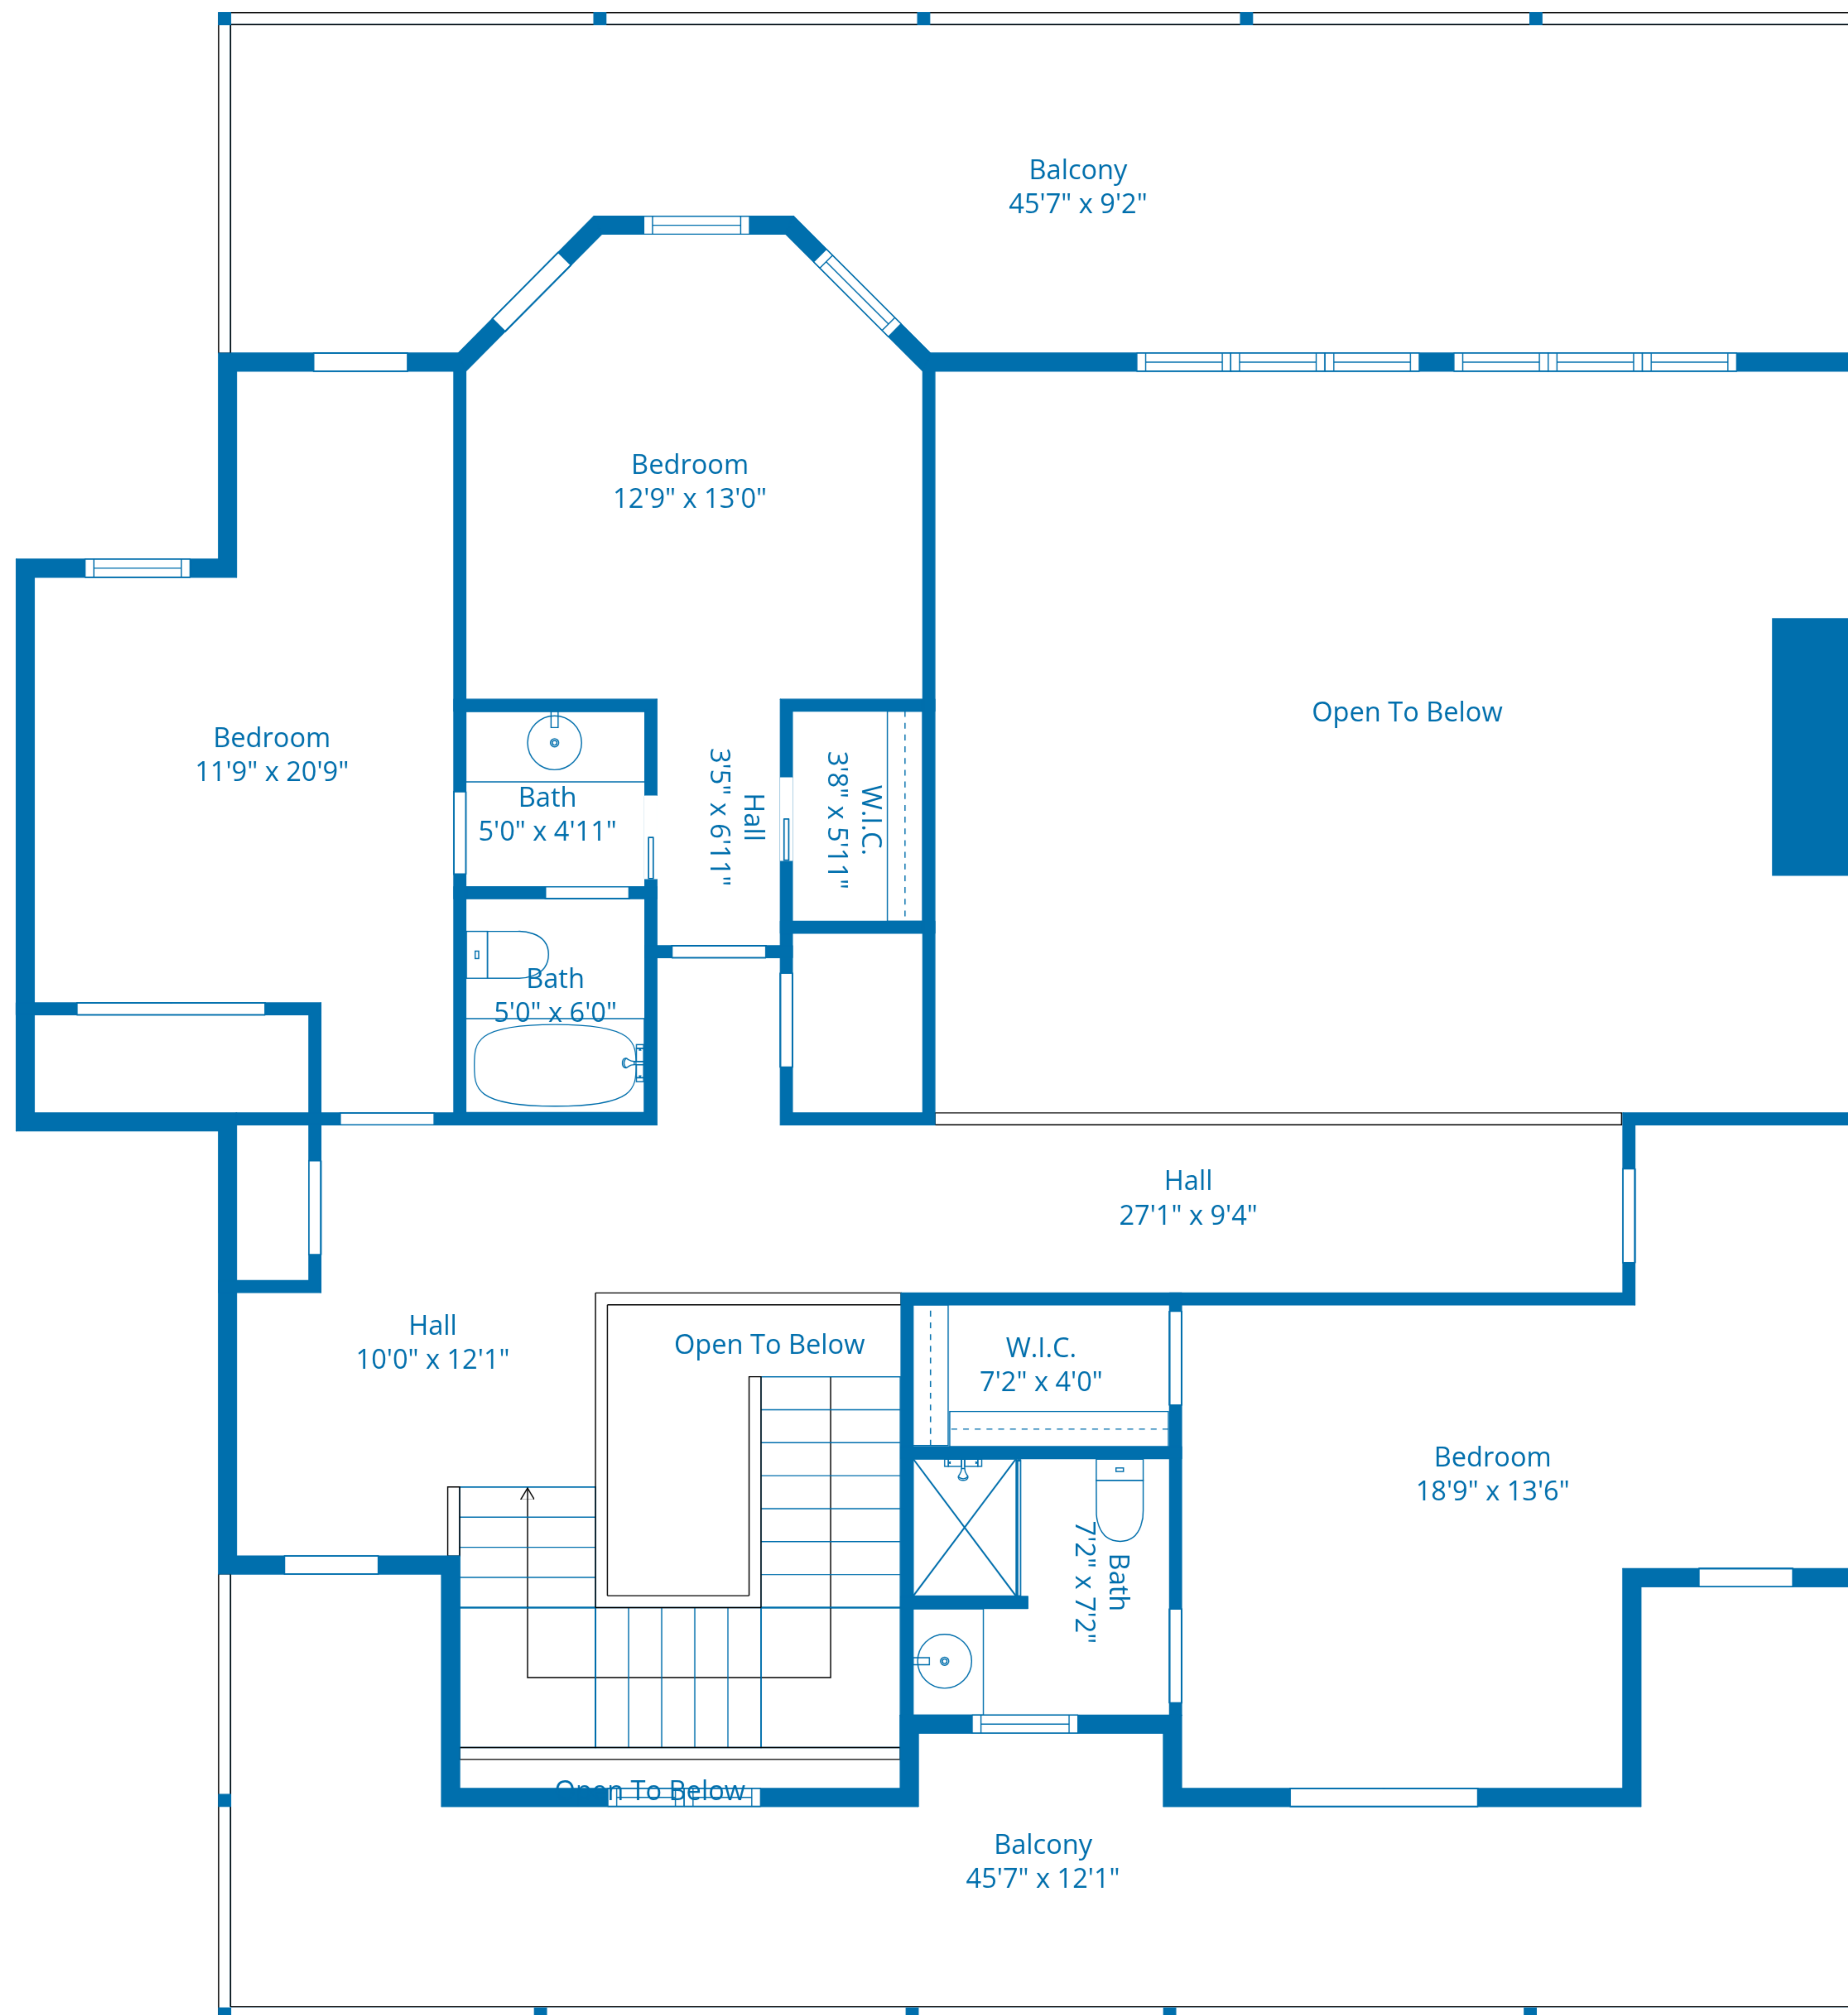 Balcony
45'7" x 9'2"
Bedroom
12'9" x 13'0"
Open To Below
Bedroom
11'9" x 20'9"
Bath
5'0" x 4'11"
Hall
3'5" x 6'11"
W.I.C.
3'8" x 5'11"
Bath
5'0" x 6'0"
Hall
27'1" x 9'4"
Hall
10'0" x 12'1"
Open To Below
W.I.C.
7'2" x 4'0"
Bedroom
18'9" x 13'6"
Bath
7'2" x 7'2"
Open To Below
Balcony
45'7" x 12'1"